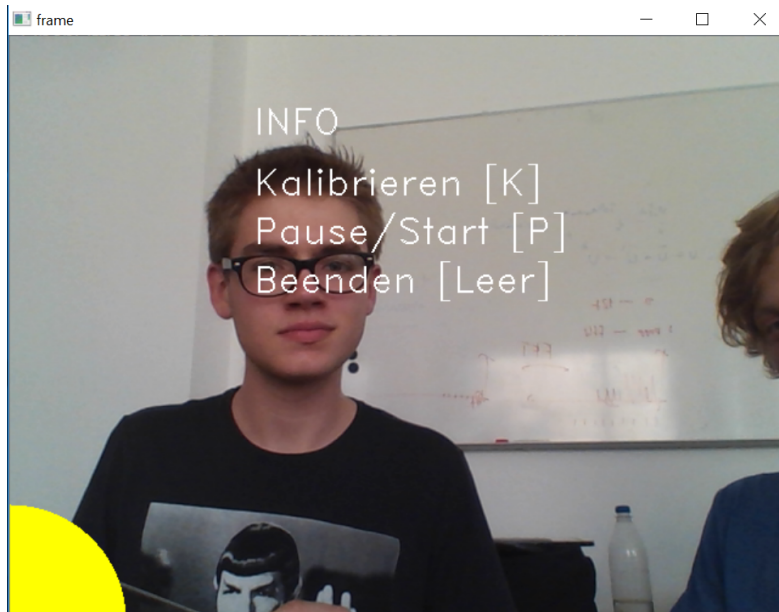 frame
INFO
Kalibrieren [K]
Pause/Start [P]
Beenden [Leer]